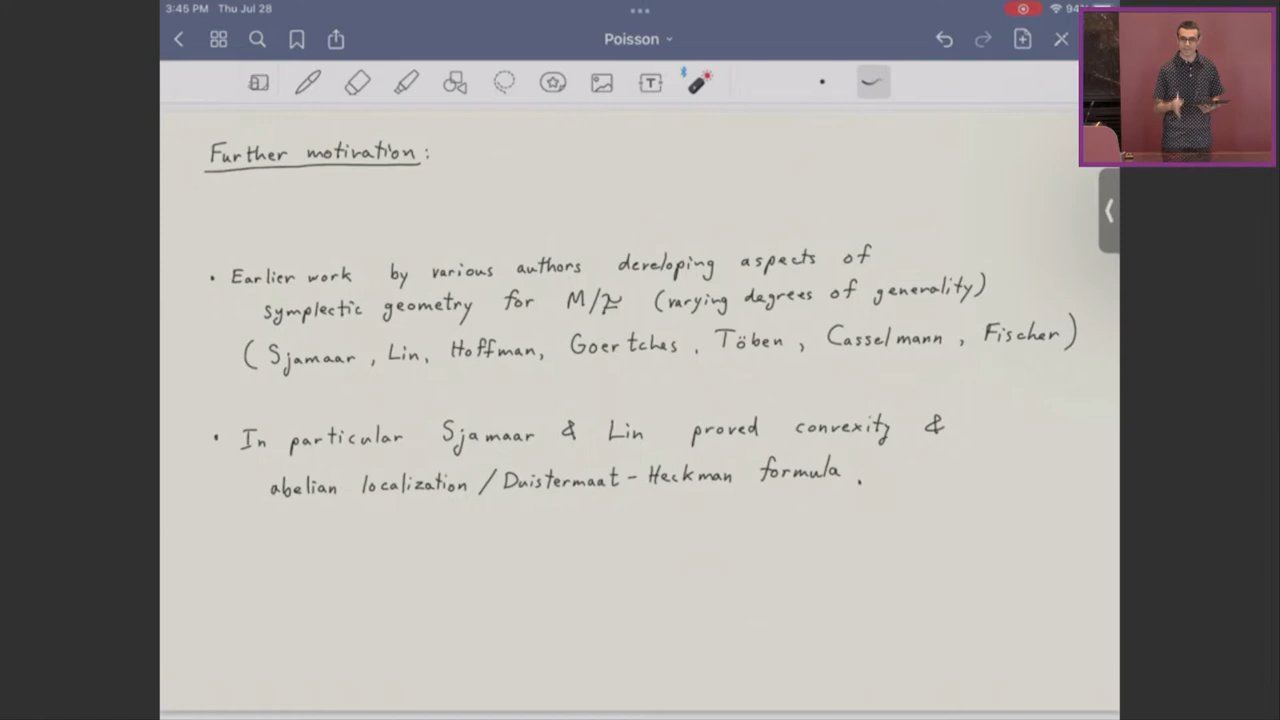 3:45 PM Thu Jul 28
94%
Poisson
T
Further motivation:
• Earlier work by various authors developing aspects of
symplectic geometry for M/ℱ (varying degrees of generality)
(Sjamaar, Lin, Hoffman, Goertches, Töben, Casselmann, Fischer)
• In particular Sjamaar & Lin proved convexity &
abelian localization / Duistermaat-Heckman formula.